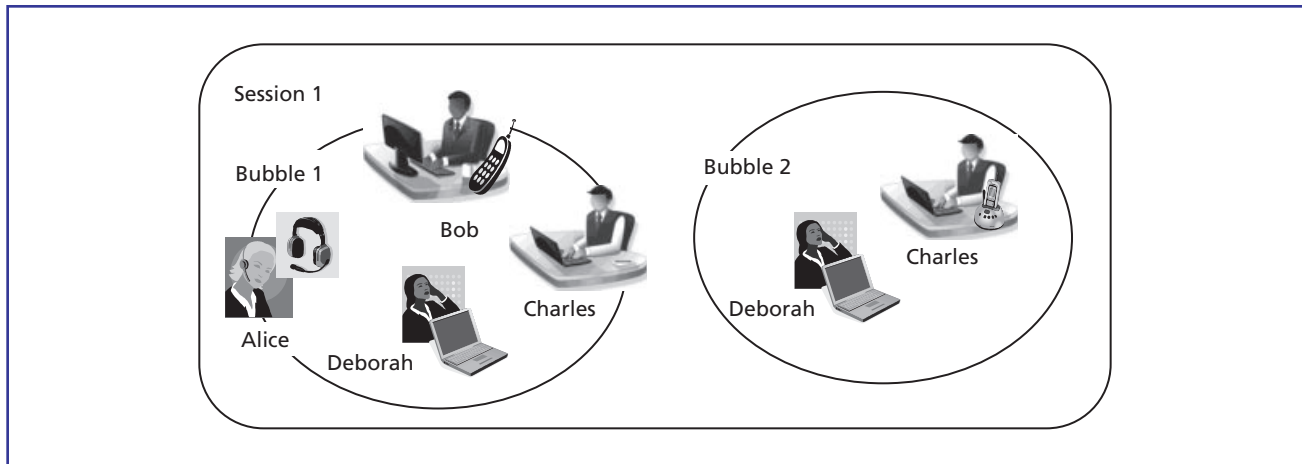 Session 1
Bubble 1
Bob
Charles
Alice
Deborah
Bubble 2
Charles
Deborah